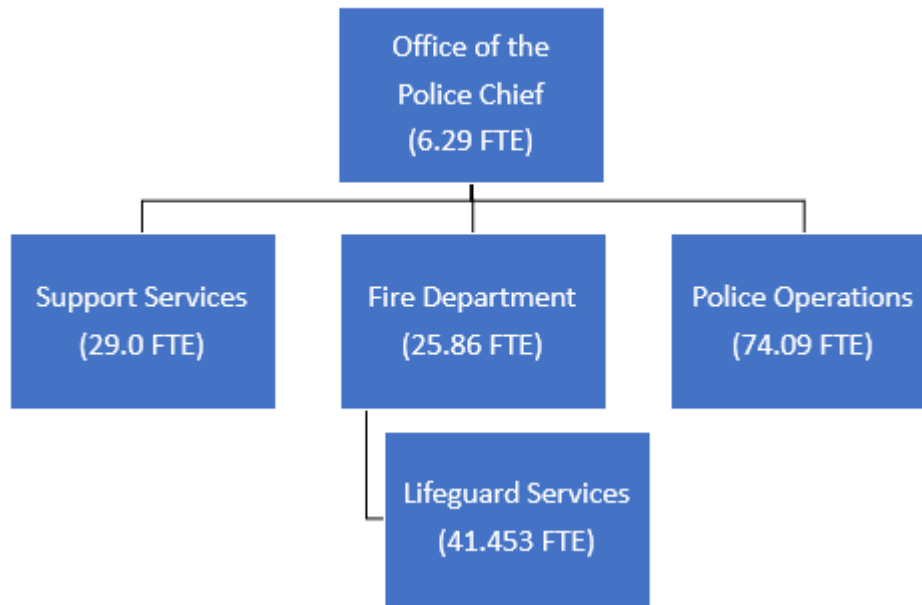 Office of the
Police Chief
(6.29 FTE)
Support Services
(29.0 FTE)
Fire Department
(25.86 FTE)
Police Operations
(74.09 FTE)
Lifeguard Services
(41.453 FTE)